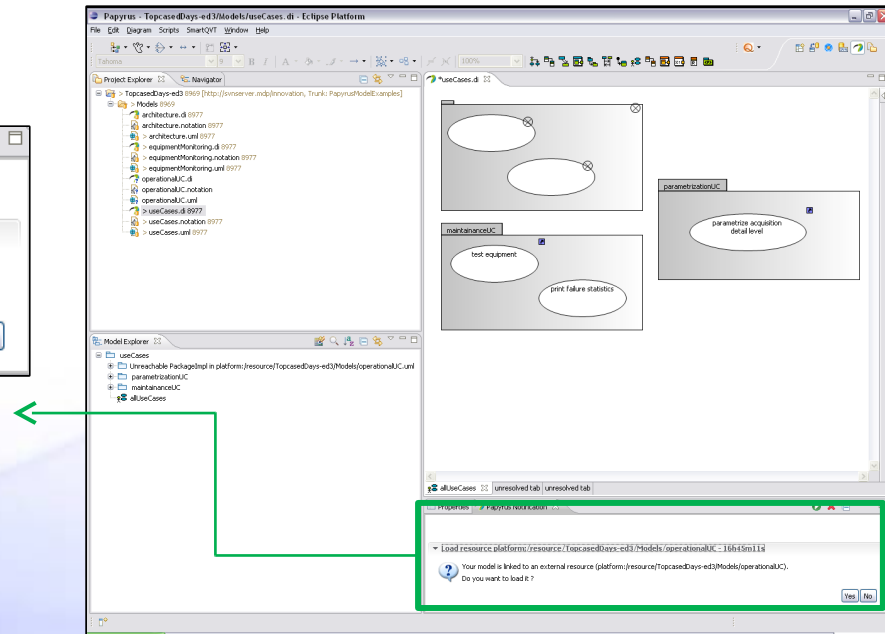 Papyrus - TopcasedDays-ed3/Models/useCases.di - Eclipse Platform
File Edit Diagram Scripts SmartQVT Window Help
Tahoma 9 B I A 100%
Project Explorer Navigator
> TopcasedDays-ed3 8969 [http://svnserver.mdp/innovation, Trunk: PapyrusModelExamples]
> Models 8969
architecture.di 8977
architecture.notation 8977
> architecture.uml 8977
> equipmentMonitoring.di 8977
> equipmentMonitoring.notation 8977
> equipmentMonitoring.uml 8977
operationalUC.di
operationalUC.notation
operationalUC.uml
> useCases.di 8977
> useCases.notation 8977
> useCases.uml 8977
Model Explorer
useCases
Unreachable PackageImpl in platform:/resource/TopcasedDays-ed3/Models/operationalUC.uml
parametrizationUC
maintainanceUC
allUseCases
*useCases.di
maintainanceUC
test equipment
print failure statistics
parametrizationUC
parametrize acquisition
detail level
allUseCases unresolved tab unresolved tab
Properties Papyrus Notification
Load resource platform:/resource/TopcasedDays-ed3/Models/operationalUC - 16h45m11s
Your model is linked to an external resource (platform:/resource/TopcasedDays-ed3/Models/operationalUC).
Do you want to load it ?
Yes No